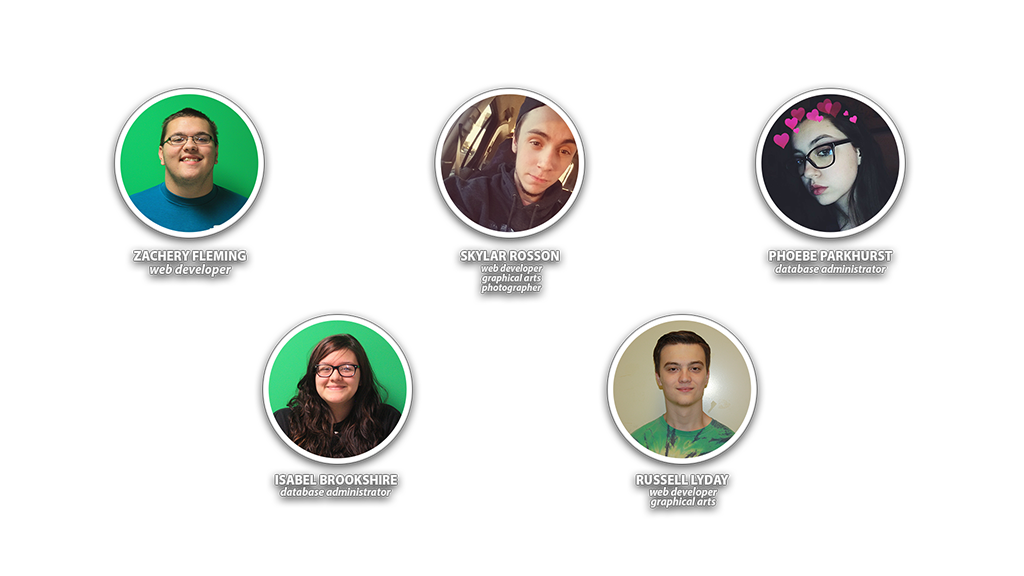 ZACHERY FLEMING
web developer
SKYLAR ROSSON
web developer
graphical arts
photographer
PHOEBE PARKHURST
database administrator
ISABEL BROOKSHIRE
database administrator
RUSSELL LYDAY
web developer
graphical arts